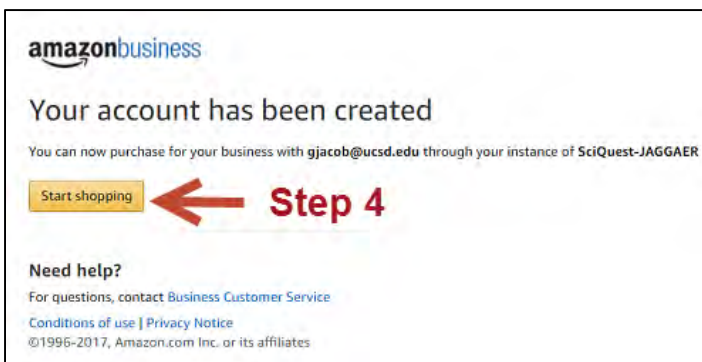 amazonbusiness
Your account has been created
You can now purchase for your business with gjacob@ucsd.edu through your instance of SciQuest-JAGGAER
Start shopping
Step 4
Need help?
For questions, contact Business Customer Service
Conditions of use | Privacy Notice
©1996-2017, Amazon.com Inc. or its affiliates